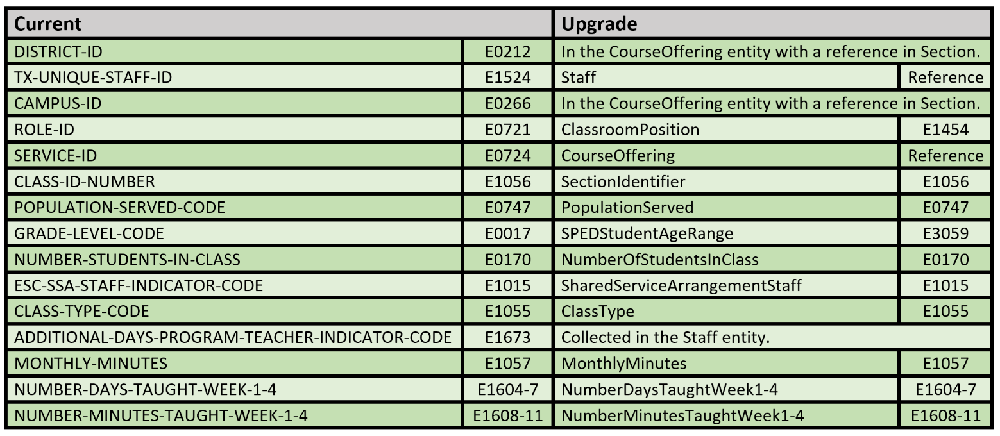 Current Upgrade
DISTRICT-ID E0212 In the CourseOffering entity with a reference in Section.
TX-UNIQUE-STAFF-ID E1524 Staff Reference
CAMPUS-ID E0266 In the CourseOffering entity with a reference in Section.
ROLE-ID E0721 ClassroomPosition E1454
SERVICE-ID E0724 CourseOffering Reference
CLASS-ID-NUMBER E1056 SectionIdentifier E1056
POPULATION-SERVED-CODE E0747 PopulationServed E0747
GRADE-LEVEL-CODE E0017 SPEDStudentAgeRange E3059
NUMBER-STUDENTS-IN-CLASS E0170 NumberOfStudentsInClass E0170
ESC-SSA-STAFF-INDICATOR-CODE E1015 SharedServiceArrangementStaff E1015
CLASS-TYPE-CODE E1055 ClassType E1055
ADDITIONAL-DAYS-PROGRAM-TEACHER-INDICATOR-CODE E1673 Collected in the Staff entity.
MONTHLY-MINUTES E1057 MonthlyMinutes E1057
NUMBER-DAYS-TAUGHT-WEEK-1-4 E1604-7 NumberDaysTaughtWeek1-4 E1604-7
NUMBER-MINUTES-TAUGHT-WEEK-1-4 E1608-11 NumberMinutesTaughtWeek1-4 E1608-11